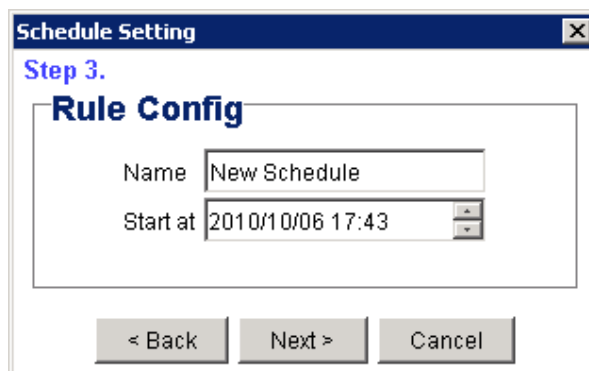 Schedule Setting
Step 3.
Rule Config
Name New Schedule
Start at 2010/10/06 17:43
< Back Next > Cancel